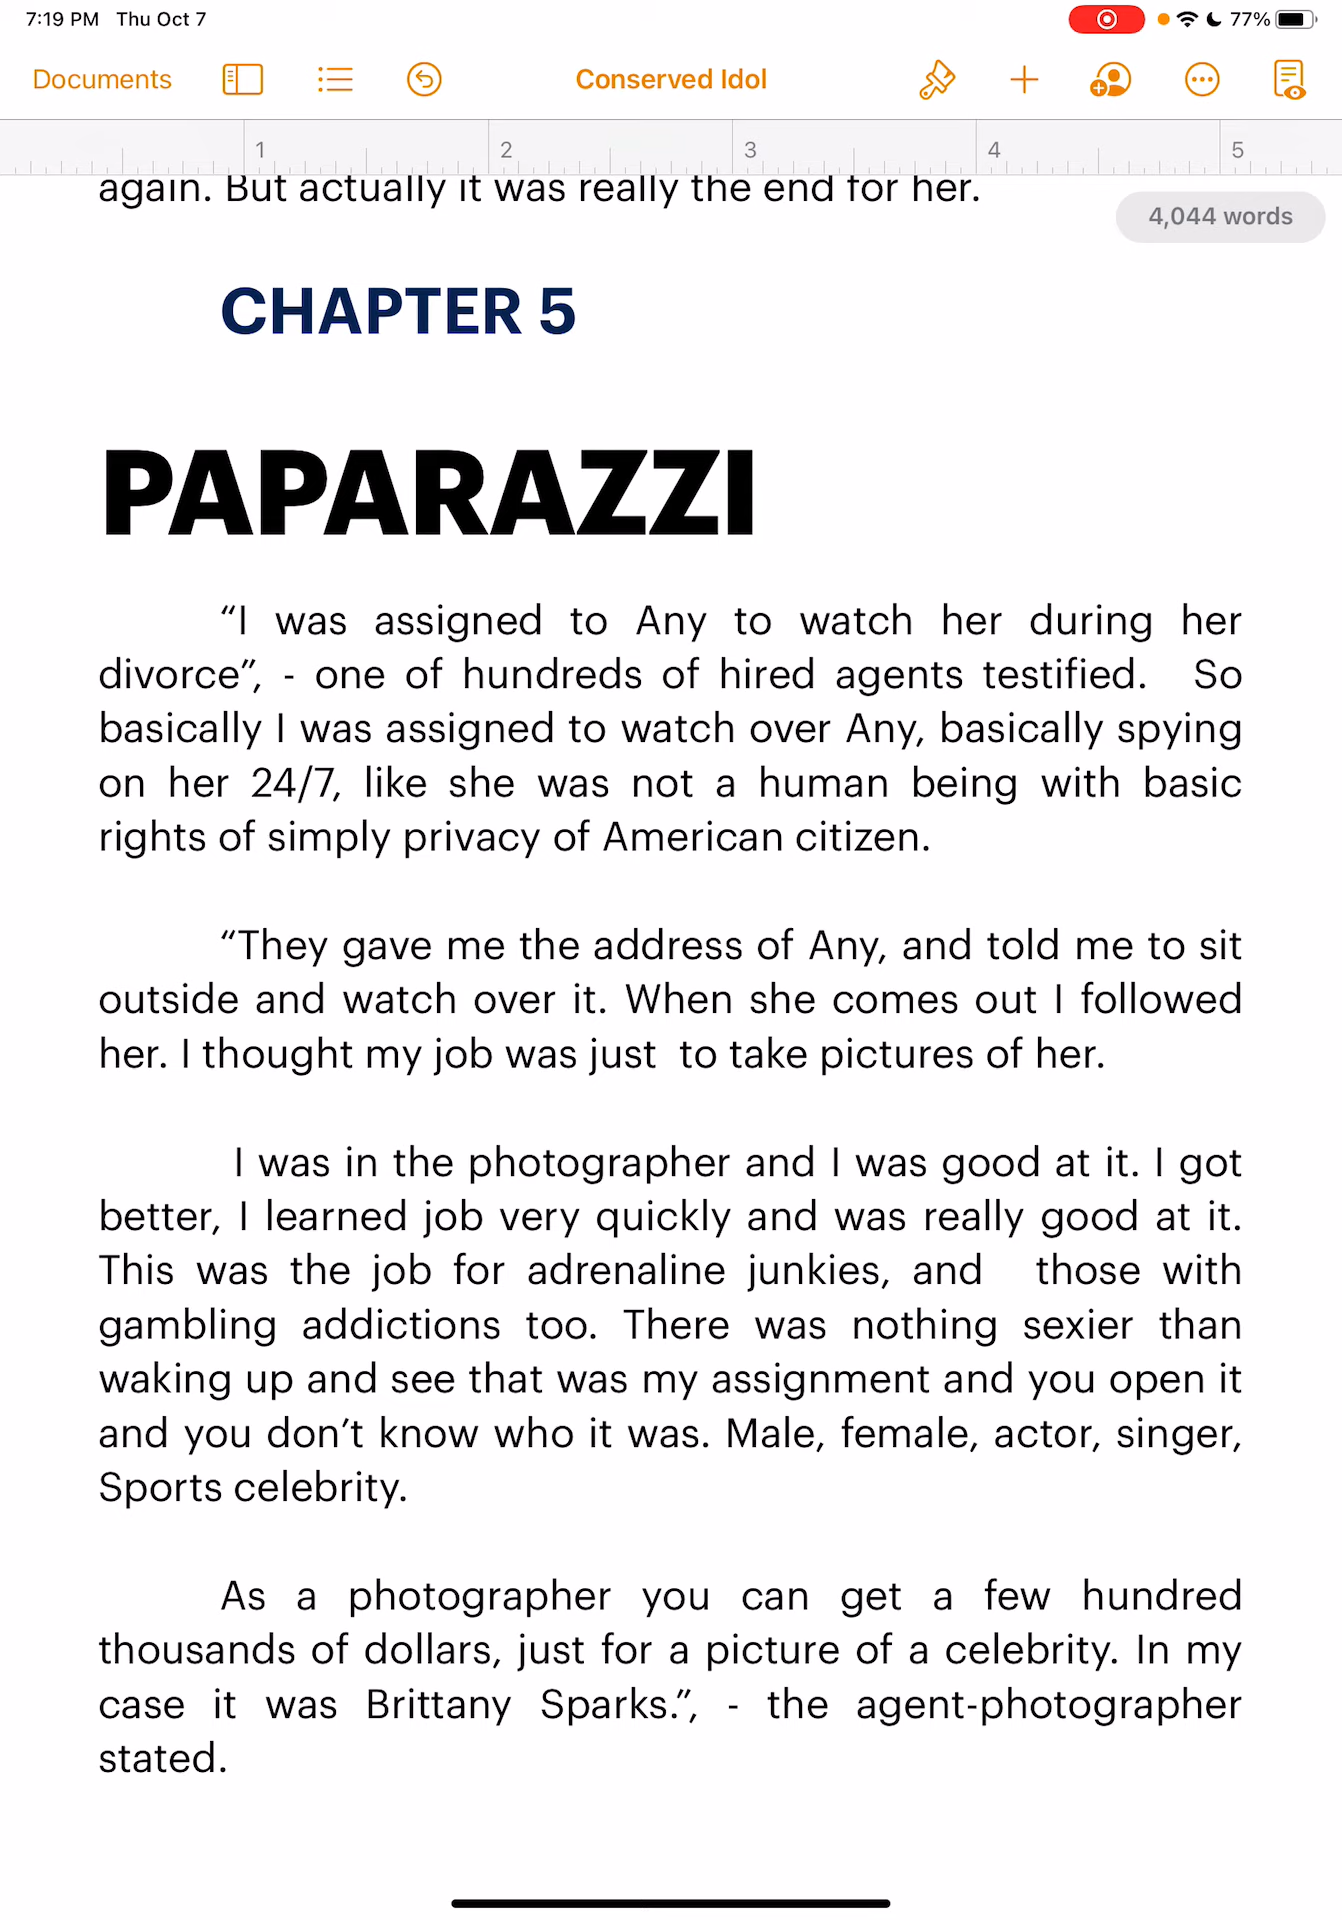 7:19 PM Thu Oct 7
77%
Documents
Conserved Idol
1 2 3 4 5
again. But actually it was really the end for her.
4,044 words
CHAPTER 5
PAPARAZZI
“I was assigned to Any to watch her during her
divorce”, - one of hundreds of hired agents testified. So
basically I was assigned to watch over Any, basically spying
on her 24/7, like she was not a human being with basic
rights of simply privacy of American citizen.
“They gave me the address of Any, and told me to sit
outside and watch over it. When she comes out I followed
her. I thought my job was just to take pictures of her.
I was in the photographer and I was good at it. I got
better, I learned job very quickly and was really good at it.
This was the job for adrenaline junkies, and those with
gambling addictions too. There was nothing sexier than
waking up and see that was my assignment and you open it
and you don’t know who it was. Male, female, actor, singer,
Sports celebrity.
As a photographer you can get a few hundred
thousands of dollars, just for a picture of a celebrity. In my
case it was Brittany Sparks.”, - the agent-photographer
stated.